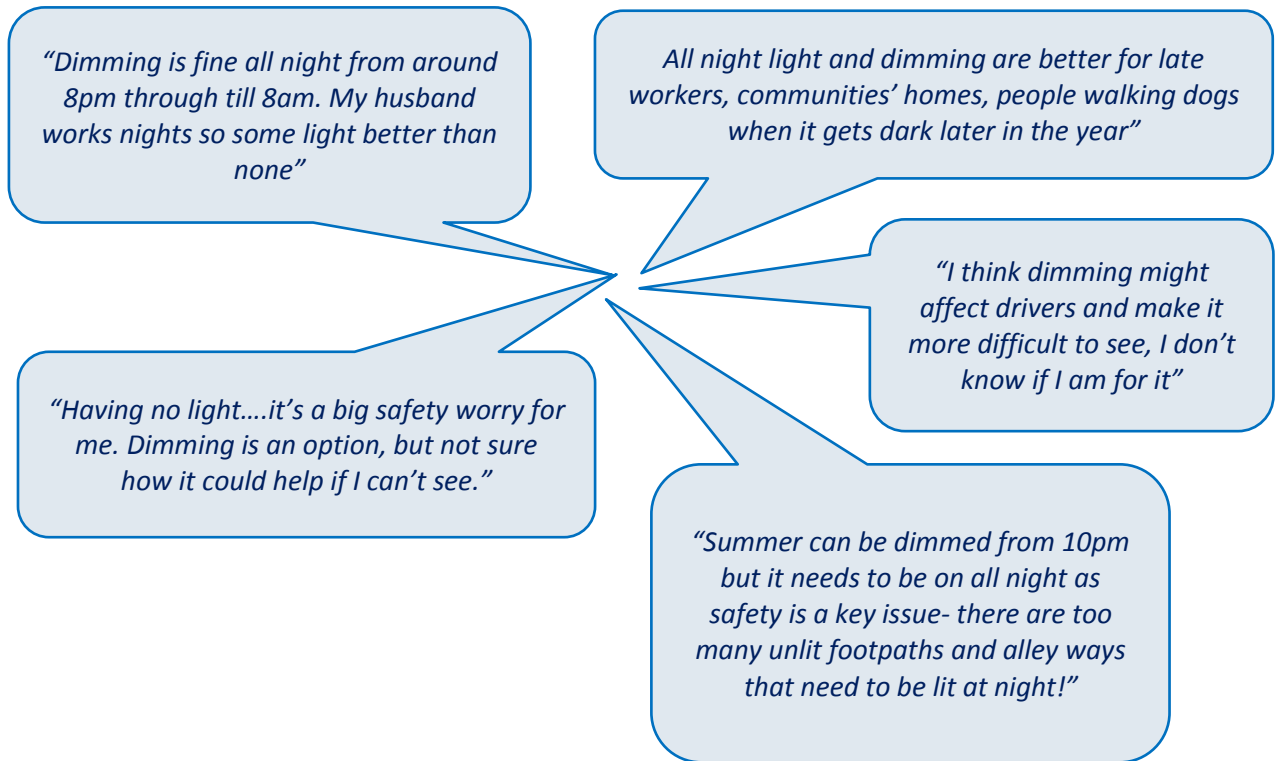 “Dimming is fine all night from around
8pm through till 8am. My husband
works nights so some light better than
none”
All night light and dimming are better for late
workers, communities’ homes, people walking dogs
when it gets dark later in the year”
“I think dimming might
affect drivers and make it
more difficult to see, I don’t
know if I am for it”
“Having no light….it’s a big safety worry for
me. Dimming is an option, but not sure
how it could help if I can’t see.”
“Summer can be dimmed from 10pm
but it needs to be on all night as
safety is a key issue- there are too
many unlit footpaths and alley ways
that need to be lit at night!”